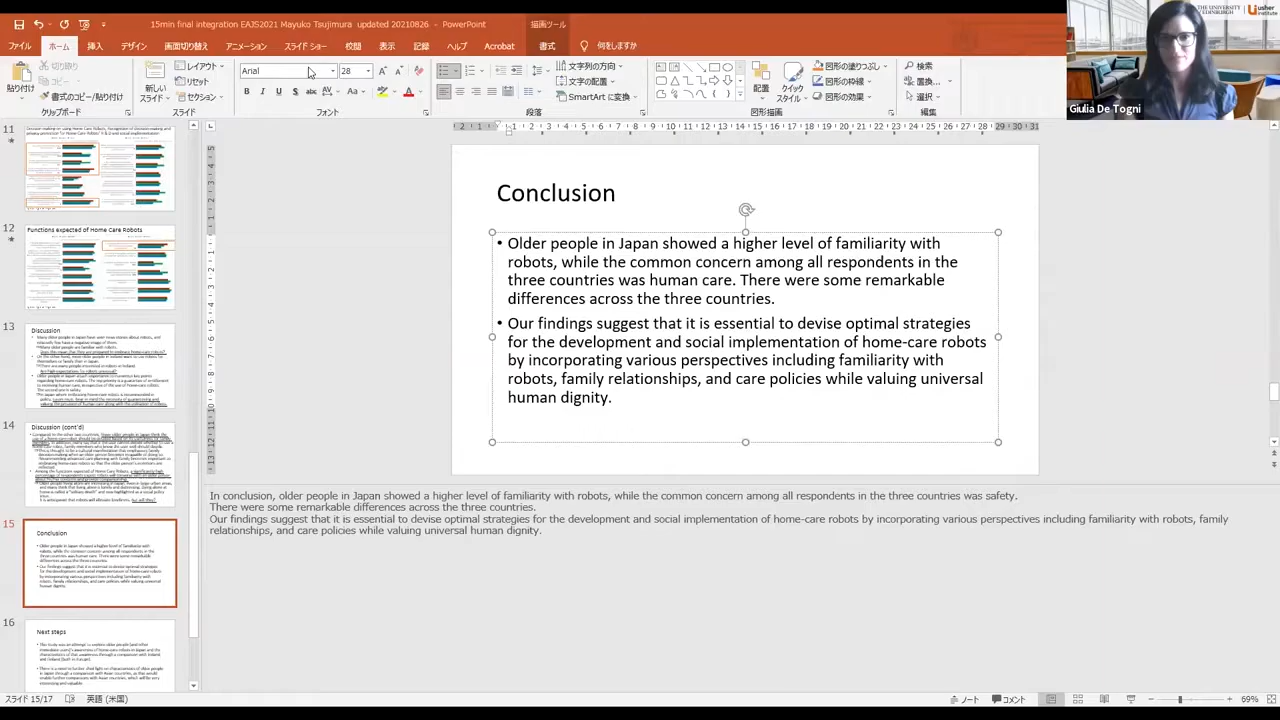 15min final integration EAJS2021 Mayuko Tsujimura updated 20210826 - PowerPoint
描画ツール
THE UNIVERSITY of EDINBURGH
usher institute
ファイル ホーム 挿入 デザイン 画面切り替え アニメーション スライド ショー 校閲 表示 記録 ヘルプ Acrobat 書式 何をしますか
貼り付け
切り取り
書式のコピー/貼り付け
クリップボード
新しいスライド
レイアウト
リセット
セクション
スライド
Arial 28
フォント
文字列の方向
文字の配置
SmartArt に変換
段落
配置
クイックスタイル
図形の塗りつぶし
図形の枠線
図形の効果
図形描画
検索
置換...
選択
編集
Giulia De Togni
11
12
Functions expected of Home Care Robots
13
Discussion
14
Discussion (cont'd)
15
Conclusion
16
Next steps
Conclusion
• Older people in Japan showed a higher level of familiarity with
robots, while the common concern among all respondents in the
three countries was human care. There were some remarkable
differences across the three countries.
• Our findings suggest that it is essential to devise optimal strategies
for the development and social implementation of home-care robots
by incorporating various perspectives including familiarity with
robots, family relationships, and care policies while valuing universal
human dignity.
In conclusion, older people in Japan showed a higher level of familiarity with robots, while the common concern among all respondents in the three countries was safety.
There were some remarkable differences across the three countries.
Our findings suggest that it is essential to devise optimal strategies for the development and social implementation of home-care robots by incorporating various perspectives including familiarity with robots, family
relationships, and care policies while valuing universal human dignity.
スライド 15/17 英語 (米国) ノート コメント 69%